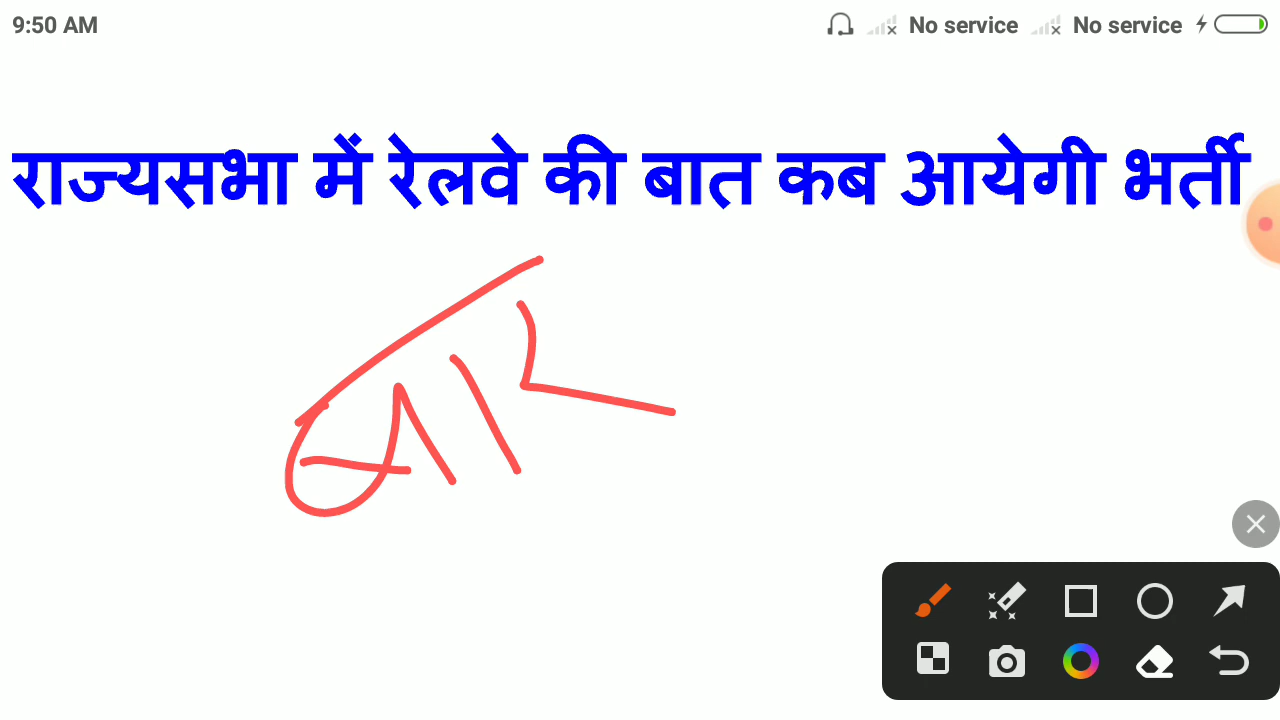 9:50 AM No service No service
राज्यसभा में रेलवे की बात कब आयेगी भर्ती